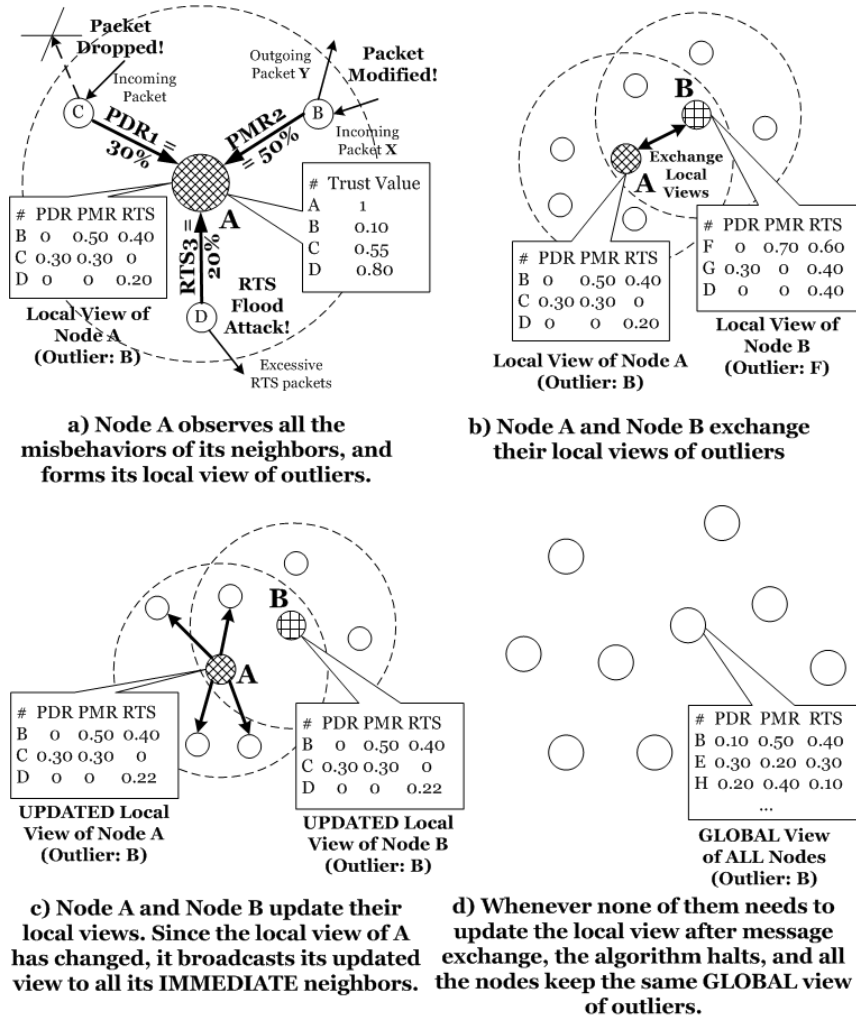 Packet
Dropped!
Incoming
Packet
C
PDR1 =
30%
Outgoing
Packet Y
Packet
Modified!
B
PMR2
= 50%
Incoming
Packet X
A
# PDR PMR RTS
B 0 0.50 0.40
C 0.30 0.30 0
D 0 0 0.20
Local View of
Node A
(Outlier: B)
# Trust Value
A 1
B 0.10
C 0.55
D 0.80
RTS3 =
20%
D
RTS
Flood
Attack!
Excessive
RTS packets
a) Node A observes all the
misbehaviors of its neighbors, and
forms its local view of outliers.
B
A
Exchange
Local
Views
# PDR PMR RTS
B 0 0.50 0.40
C 0.30 0.30 0
D 0 0 0.20
Local View of Node A
(Outlier: B)
# PDR PMR RTS
F 0 0.70 0.60
G 0.30 0 0.40
D 0 0 0.40
Local View of
Node B
(Outlier: F)
b) Node A and Node B exchange
their local views of outliers
B
A
# PDR PMR RTS
B 0 0.50 0.40
C 0.30 0.30 0
D 0 0 0.22
UPDATED Local
View of Node A
(Outlier: B)
# PDR PMR RTS
B 0 0.50 0.40
C 0.30 0.30 0
D 0 0 0.22
UPDATED Local
View of Node B
(Outlier: B)
c) Node A and Node B update their
local views. Since the local view of A
has changed, it broadcasts its updated
view to all its IMMEDIATE neighbors.
# PDR PMR RTS
B 0.10 0.50 0.40
E 0.30 0.20 0.30
H 0.20 0.40 0.10
...
GLOBAL View
of ALL Nodes
(Outlier: B)
d) Whenever none of them needs to
update the local view after message
exchange, the algorithm halts, and all
the nodes keep the same GLOBAL view
of outliers.